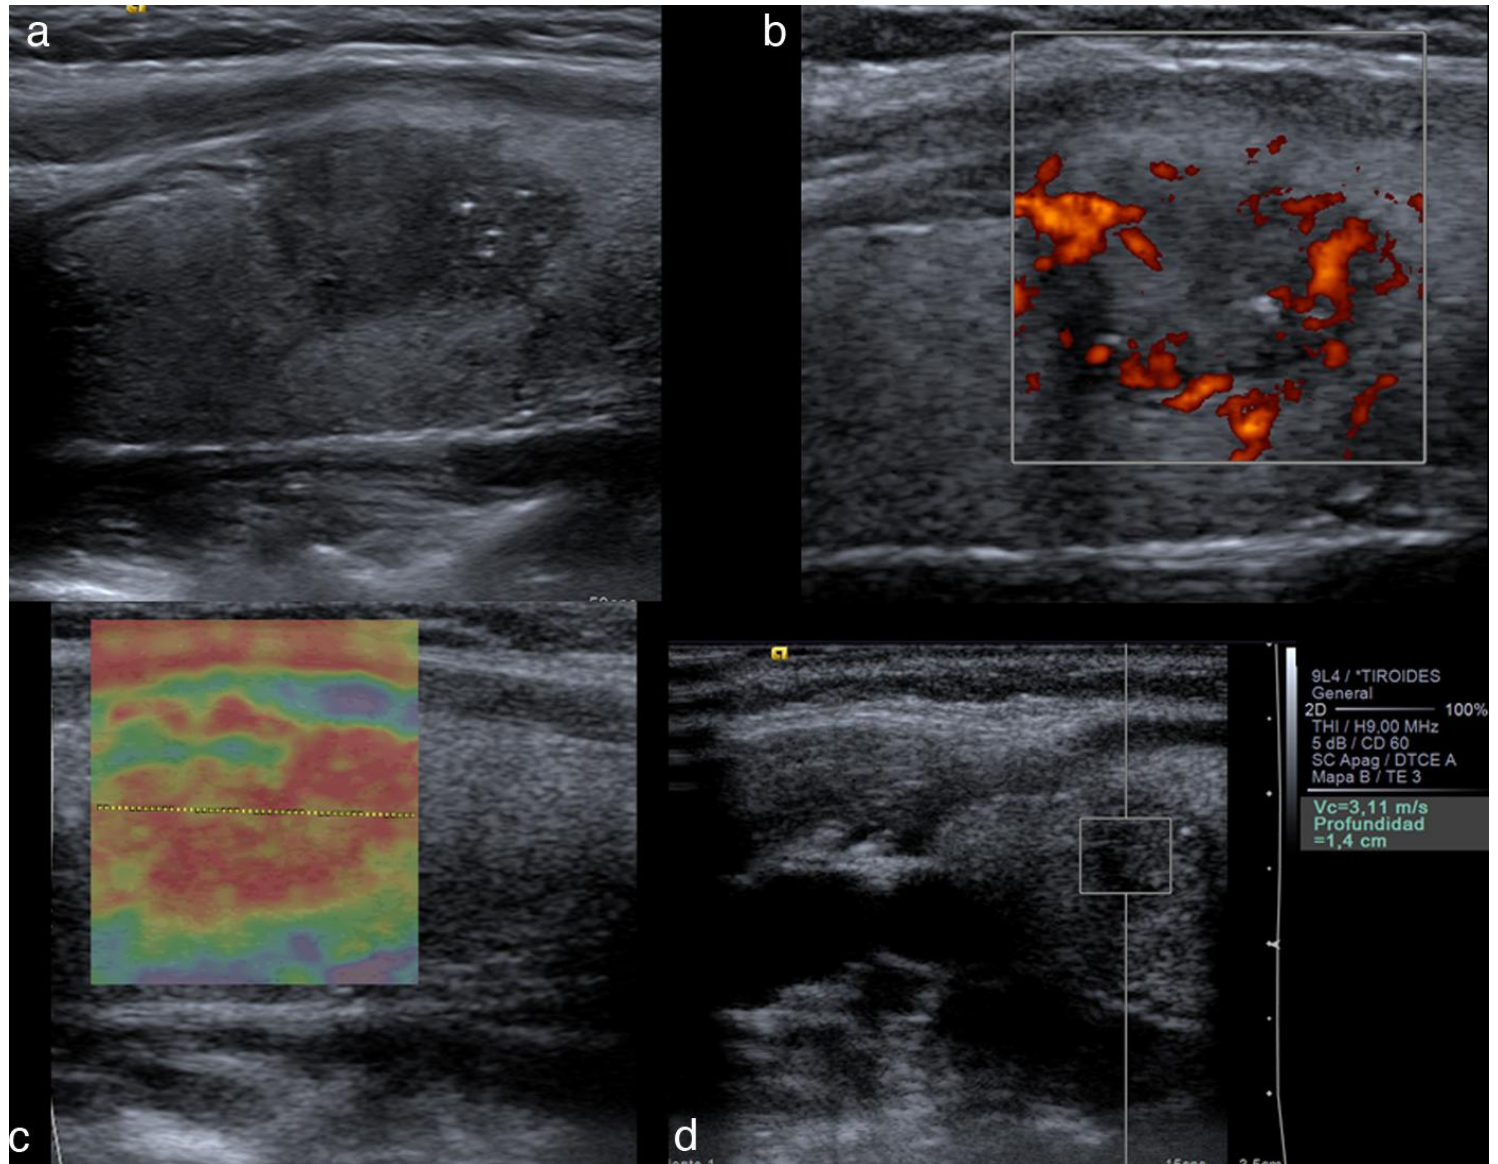 a
b
9L4 / *TIROIDES
General
2D 100%
THI / H9,00 MHz
5 dB / CD 60
SC Apag / DTCE A
Mapa B / TE 3
Vc=3,11 m/s
Profundidad
=1,4 cm
c
d